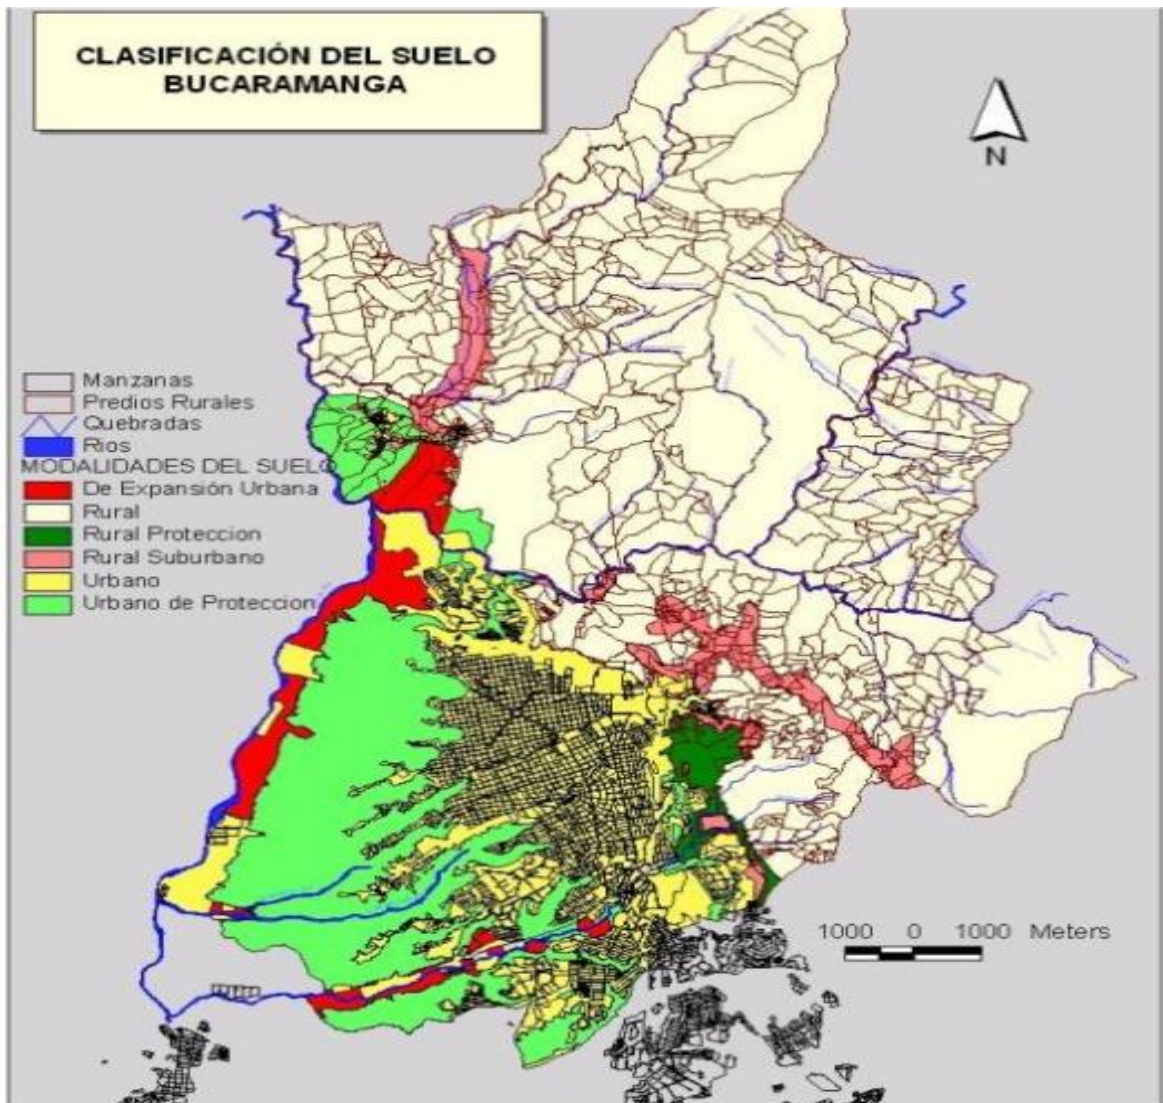 CLASIFICACIÓN DEL SUELO
BUCARAMANGA
N
Manzanas
Predios Rurales
Quebradas
Rios
MODALIDADES DEL SUELO
De Expansión Urbana
Rural
Rural Proteccion
Rural Suburbano
Urbano
Urbano de Proteccion
1000 0 1000 Meters